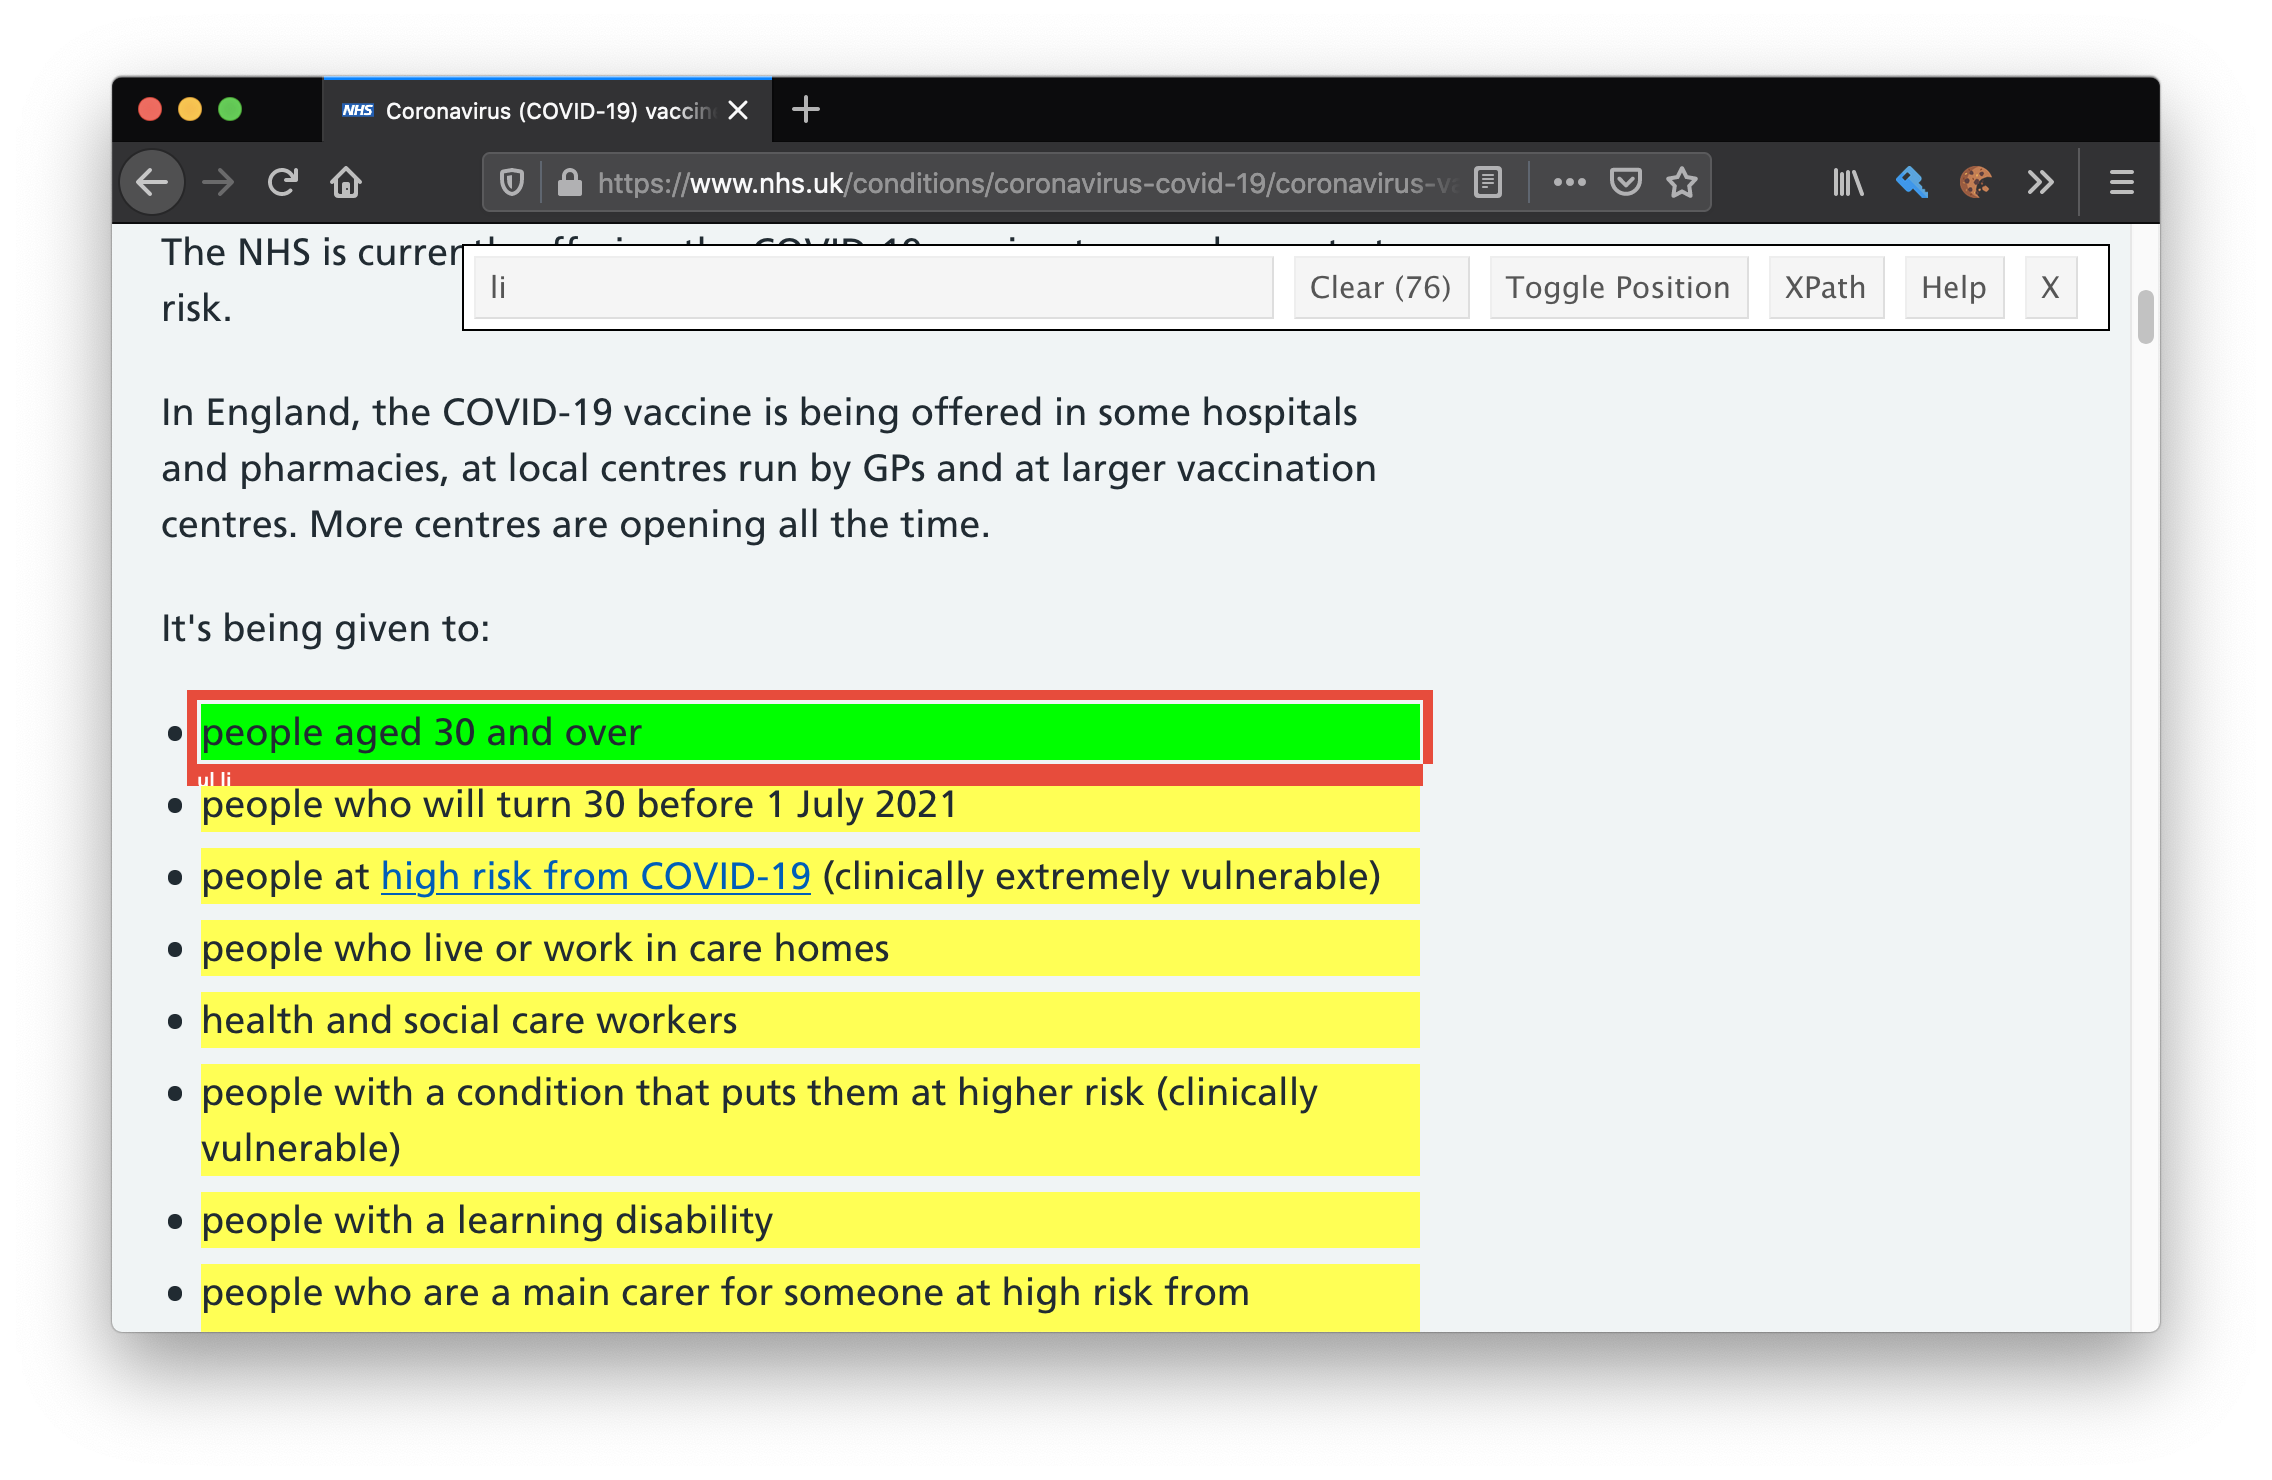 NHS Coronavirus (COVID-19) vaccin
https://www.nhs.uk/conditions/coronavirus-covid-19/coronavirus-va
The NHS is curren
risk.
li Clear (76) Toggle Position XPath Help X
In England, the COVID-19 vaccine is being offered in some hospitals
and pharmacies, at local centres run by GPs and at larger vaccination
centres. More centres are opening all the time.
It's being given to:
people aged 30 and over
ul li
people who will turn 30 before 1 July 2021
people at high risk from COVID-19 (clinically extremely vulnerable)
people who live or work in care homes
health and social care workers
people with a condition that puts them at higher risk (clinically
vulnerable)
people with a learning disability
people who are a main carer for someone at high risk from